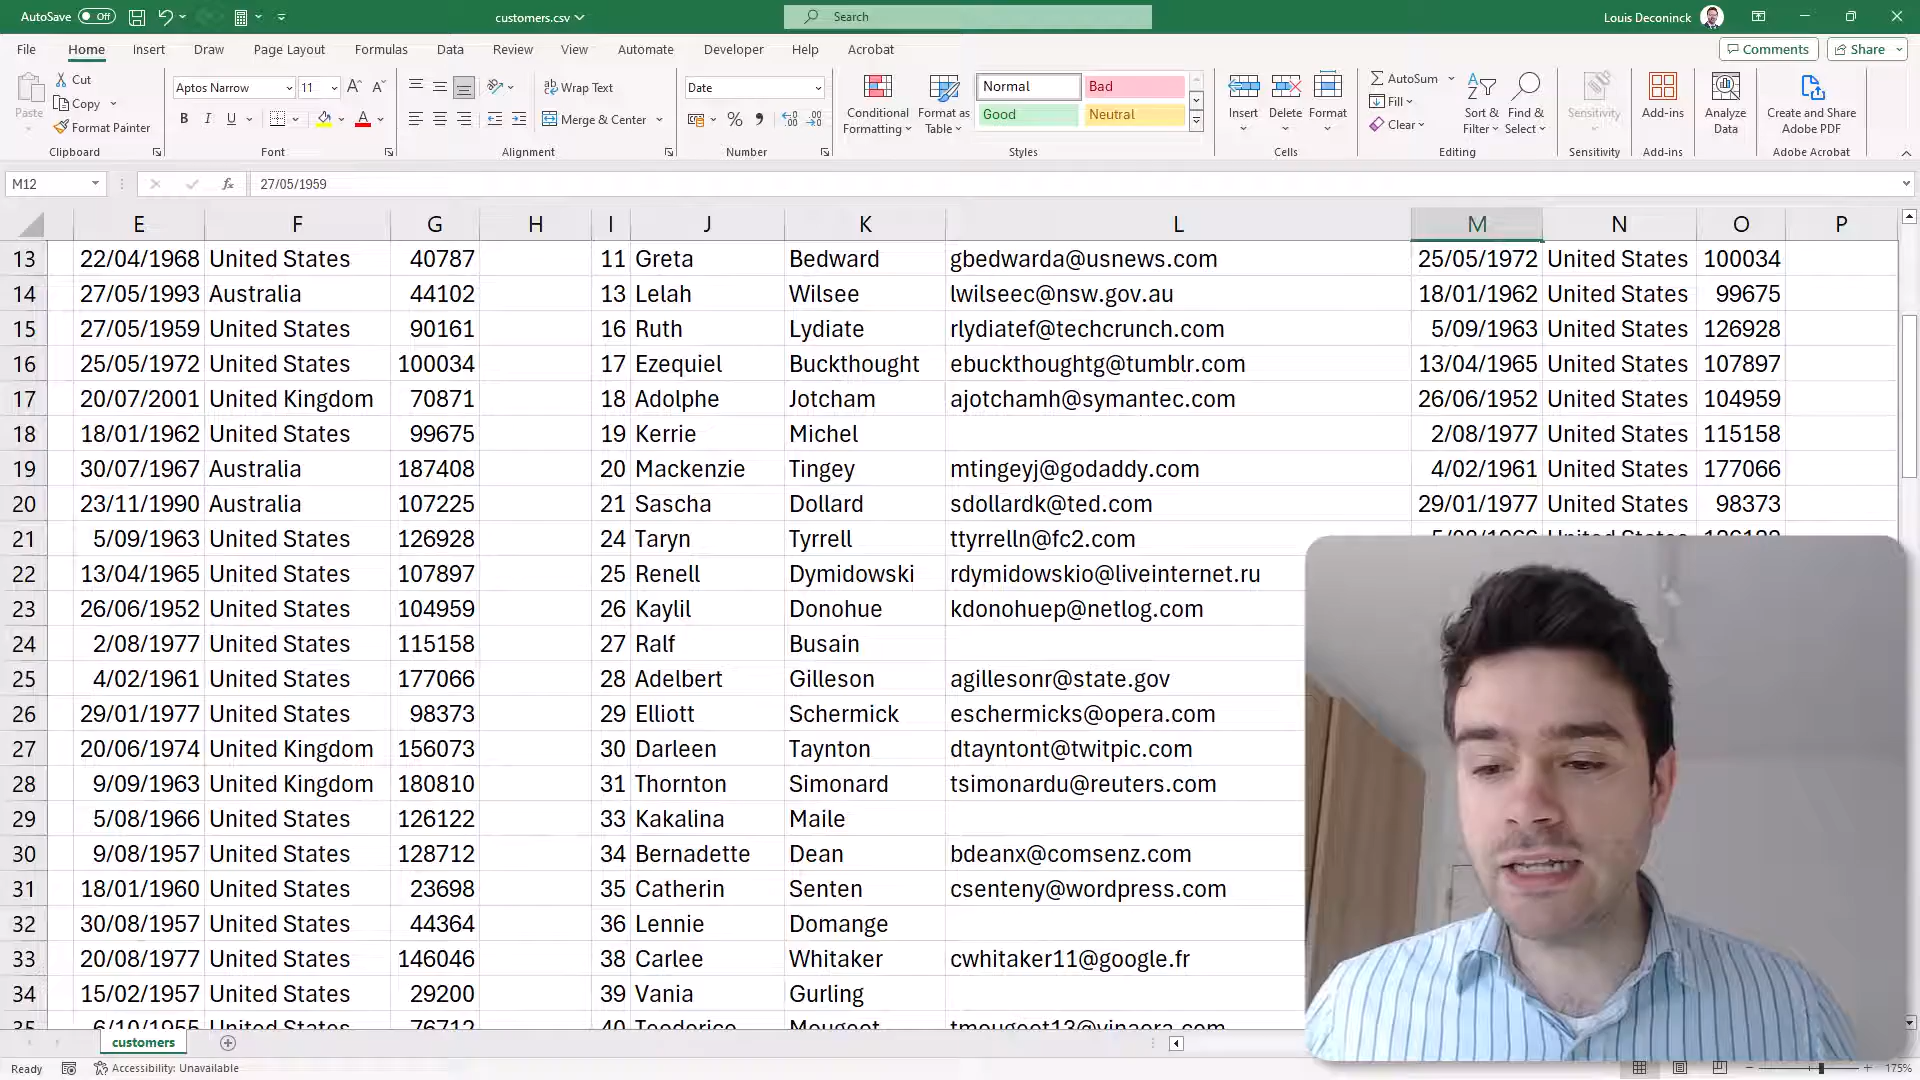 AutoSave Off customers.csv Search Louis Deconinck
File Home Insert Draw Page Layout Formulas Data Review View Automate Developer Help Acrobat Comments Share
Paste Cut Copy Format Painter Clipboard
Aptos Narrow 11 B I U Font
Wrap Text Merge & Center Alignment
Date % Number
Conditional Formatting Format as Table Normal Bad Good Neutral Styles
Insert Delete Format Cells
AutoSum Fill Clear Sort & Filter Find & Select Editing
Sensitivity Sensitivity
Add-ins Add-ins
Analyze Data
Create and Share Adobe PDF Adobe Acrobat
M12 fx 27/05/1959
E F G H I J K L M N O P
13 22/04/1968 United States 40787 11 Greta Bedward gbedwarda@usnews.com 25/05/1972 United States 100034
14 27/05/1993 Australia 44102 13 Lelah Wilsee lwilseec@nsw.gov.au 18/01/1962 United States 99675
15 27/05/1959 United States 90161 16 Ruth Lydiate rlydiatef@techcrunch.com 5/09/1963 United States 126928
16 25/05/1972 United States 100034 17 Ezequiel Buckthought ebuckthoughtg@tumblr.com 13/04/1965 United States 107897
17 20/07/2001 United Kingdom 70871 18 Adolphe Jotcham ajotchamh@symantec.com 26/06/1952 United States 104959
18 18/01/1962 United States 99675 19 Kerrie Michel 2/08/1977 United States 115158
19 30/07/1967 Australia 187408 20 Mackenzie Tingey mtingeyj@godaddy.com 4/02/1961 United States 177066
20 23/11/1990 Australia 107225 21 Sascha Dollard sdollardk@ted.com 29/01/1977 United States 98373
21 5/09/1963 United States 126928 24 Taryn Tyrrell ttyrrelln@fc2.com 5/08/1966 United States 126122
22 13/04/1965 United States 107897 25 Renell Dymidowski rdymidowskio@liveinternet.ru
23 26/06/1952 United States 104959 26 Kaylil Donohue kdonohuep@netlog.com
24 2/08/1977 United States 115158 27 Ralf Busain
25 4/02/1961 United States 177066 28 Adelbert Gilleson agillesonr@state.gov
26 29/01/1977 United States 98373 29 Elliott Schermick eschermicks@opera.com
27 20/06/1974 United Kingdom 156073 30 Darleen Taynton dtayntont@twitpic.com
28 9/09/1963 United Kingdom 180810 31 Thornton Simonard tsimonardu@reuters.com
29 5/08/1966 United States 126122 33 Kakalina Maile
30 9/08/1957 United States 128712 34 Bernadette Dean bdeanx@comsenz.com
31 18/01/1960 United States 23698 35 Catherin Senten csenteny@wordpress.com
32 30/08/1957 United States 44364 36 Lennie Domange
33 20/08/1977 United States 146046 38 Carlee Whitaker cwhitaker11@google.fr
34 15/02/1957 United States 29200 39 Vania Gurling
35 6/10/1955 United States 76712 40 Teodorico Mougeot tmougeot13@vinaora.com
customers
Ready Accessibility: Unavailable 175%